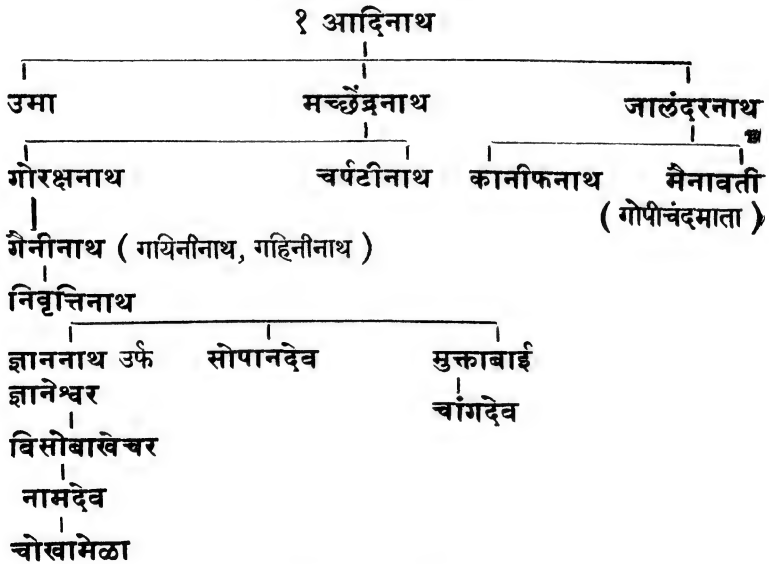 १ आदिनाथ
उमा मच्छेंद्रनाथ जालंदरनाथ
गोरक्षनाथ चर्पटीनाथ कानीफनाथ मैनावती
( गोपीचंदमाता )
गैनीनाथ ( गायिनीनाथ, गहिनीनाथ )
निवृत्तिनाथ
ज्ञाननाथ उर्फ सोपानदेव मुक्ताबाई
ज्ञानेश्वर चांगदेव
विसोबाखेचर
नामदेव
चोखामेळा